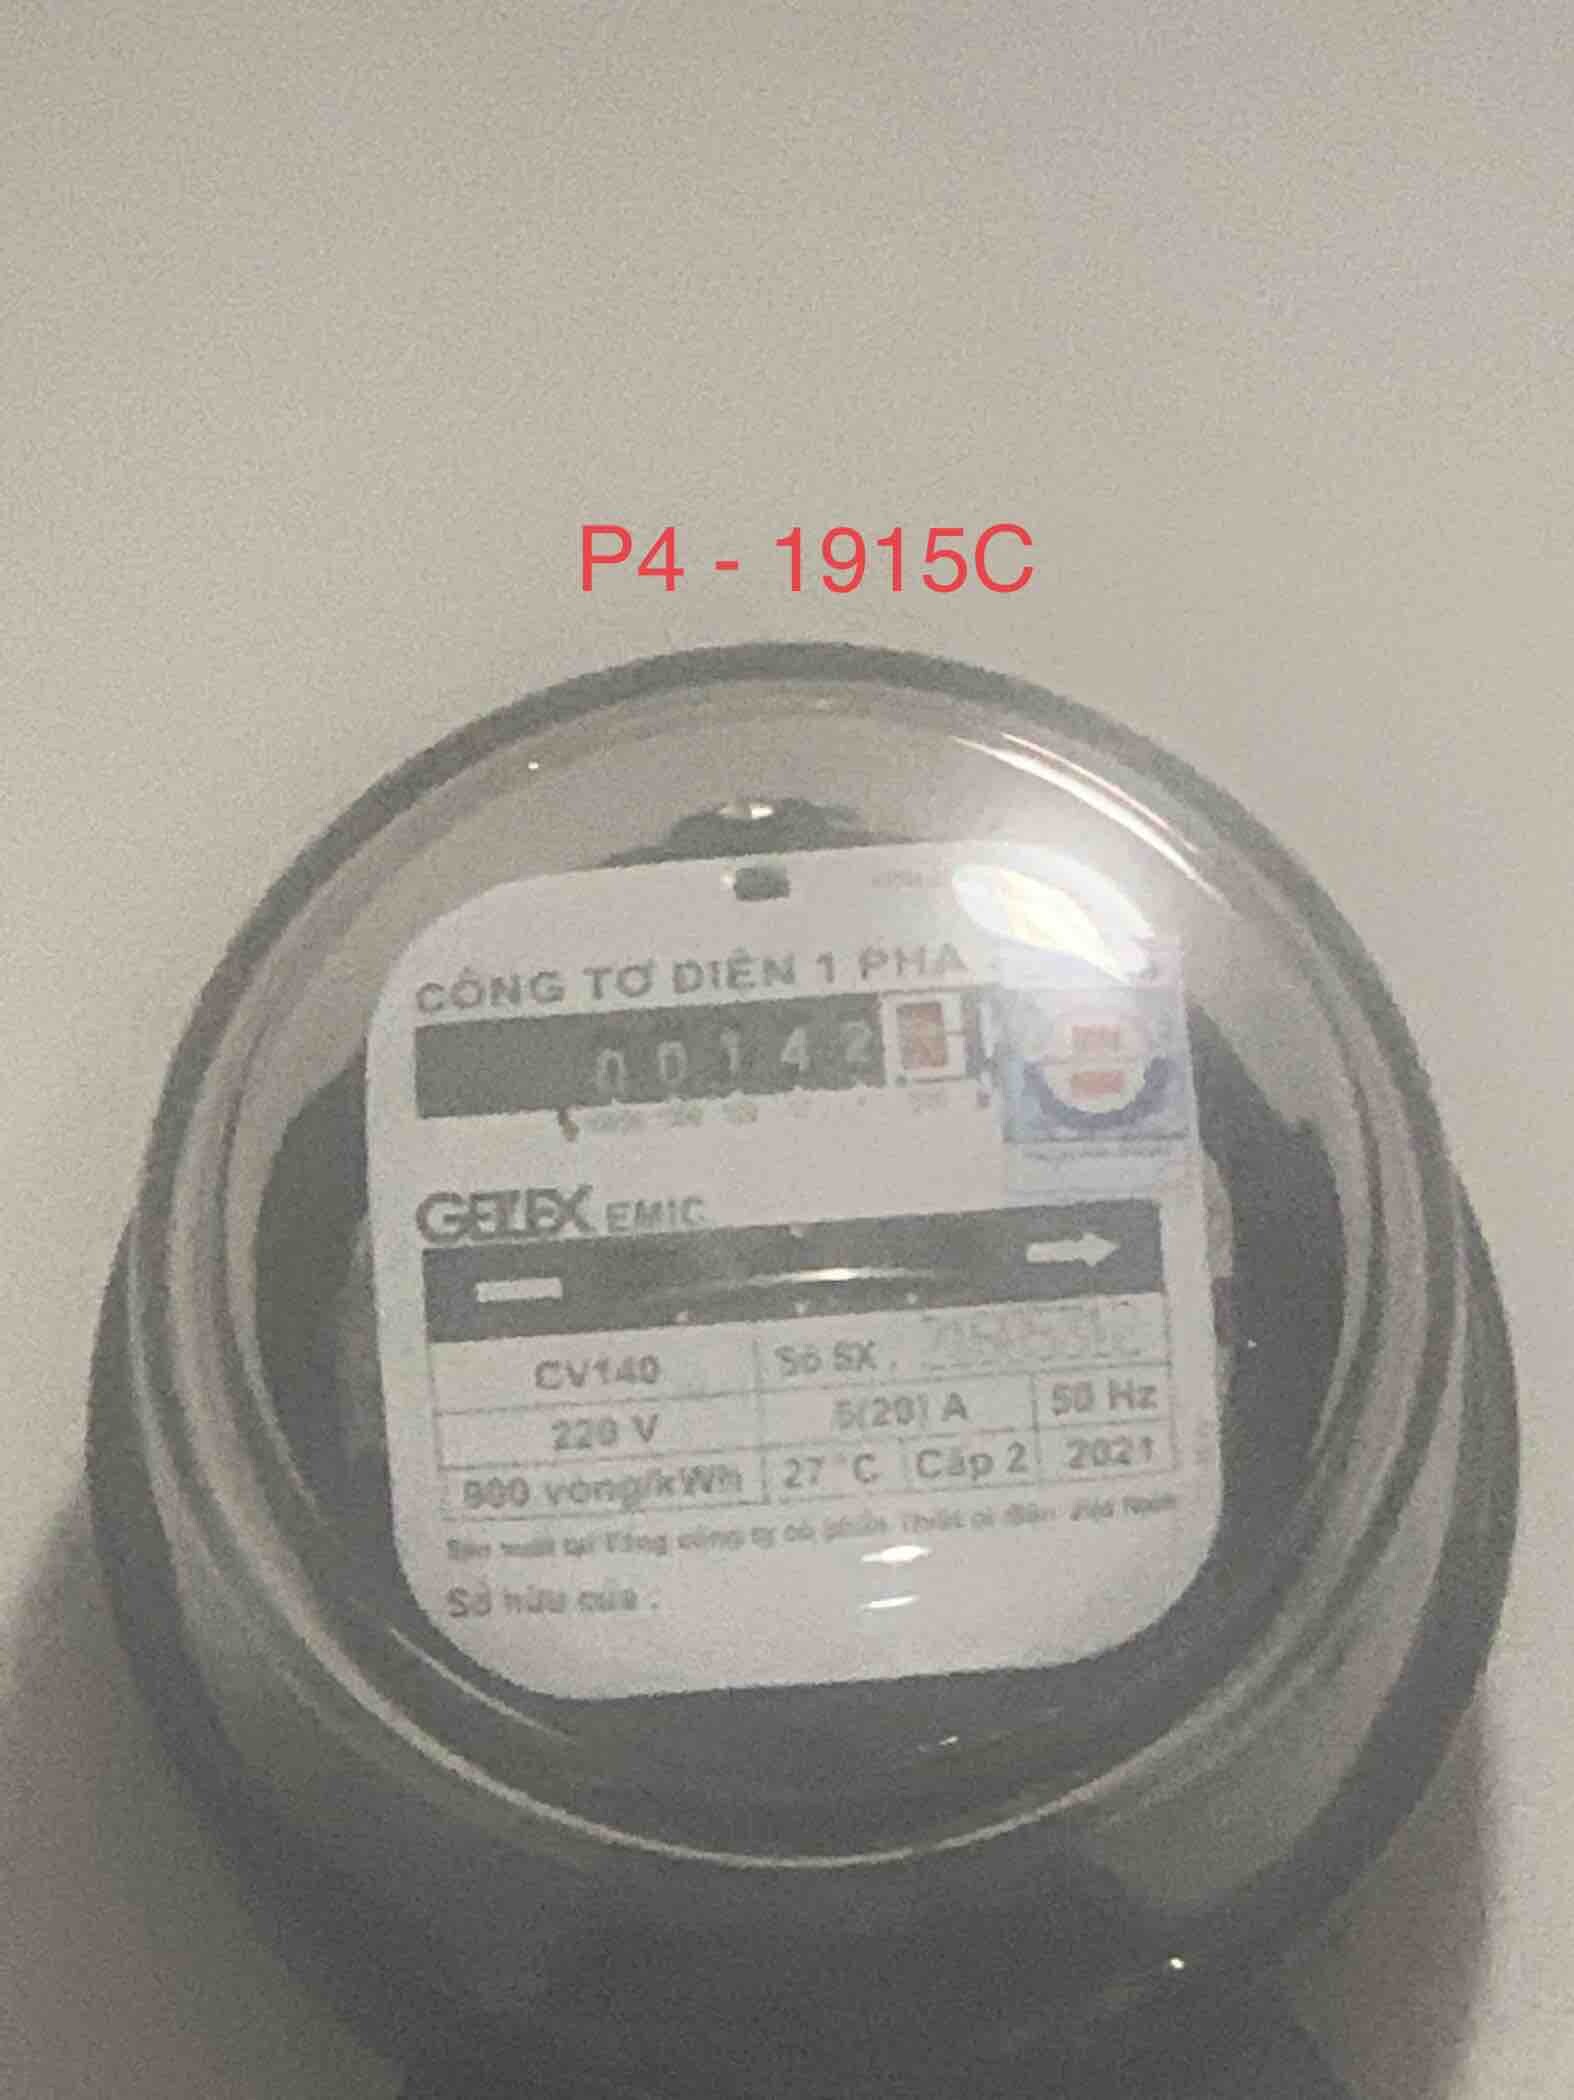 P4 - 1915C
CÔNG TƠ ĐIỆN 1 PHA
0 0 1 4 2
GELEX EMIC
CV140
Số SX
220 V
5(20) A
50 Hz
900 vòng/kWh
27 °C
Cấp 2
2021
Sở hữu của :